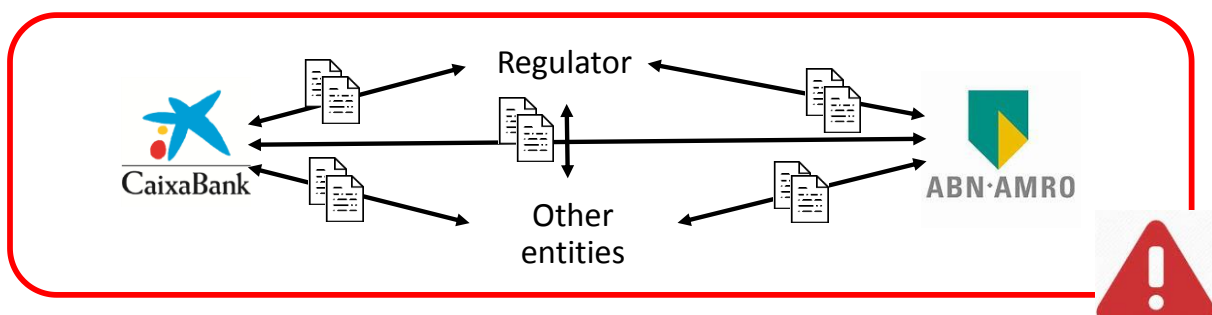 Regulator
CaixaBank
ABN·AMRO
Other
entities